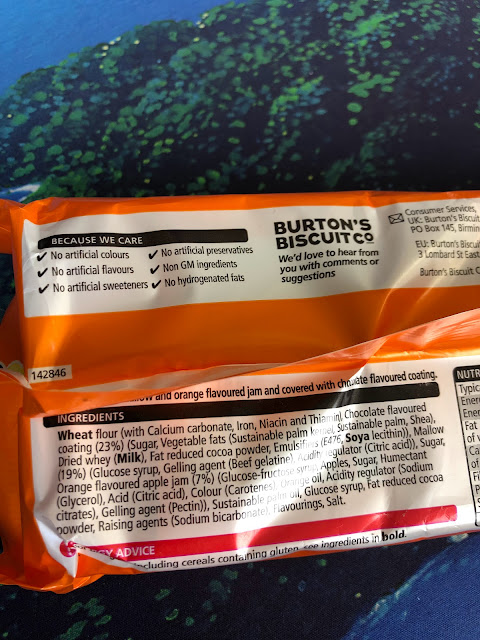 BECAUSE WE CARE
✔ No artificial colours ✔ No artificial preservatives
✔ No artificial flavours ✔ Non GM ingredients
✔ No artificial sweeteners ✔ No hydrogenated fats
BURTON'S
BISCUIT Co
We'd love to hear from
you with comments or
suggestions
Consumer Services,
UK: Burton's Biscuit
PO Box 145,
EU: Burton's
3 Lombard St East
Burton's Biscuit
142846
and orange flavoured jam and covered with flavoured coating.
INGREDIENTS
Wheat flour (with Calcium carbonate, Iron, Niacin and Thiamin), Chocolate flavoured
coating (23%) (Sugar, Vegetable fats (Sustainable palm kernel, Sustainable palm, Shea),
Dried whey (Milk), Fat reduced cocoa powder, Emulsifiers (E476, Soya lecithin)), Mallow
(19%) (Glucose syrup, Gelling agent (Beef gelatine), Acidity regulator (Citric acid)), Sugar,
Orange flavoured apple jam (7%) (Glucose-fructose syrup, Apples, Sugar, Humectant
(Glycerol), Acid (Citric acid), Colour (Carotenes), Orange oil, Acidity regulator (Sodium
citrates), Gelling agent (Pectin)), Sustainable palm oil, Glucose syrup, Fat reduced cocoa
powder, Raising agents (Sodium bicarbonate), Flavourings, Salt.
ADVICE
including cereals containing gluten, see ingredients in bold.